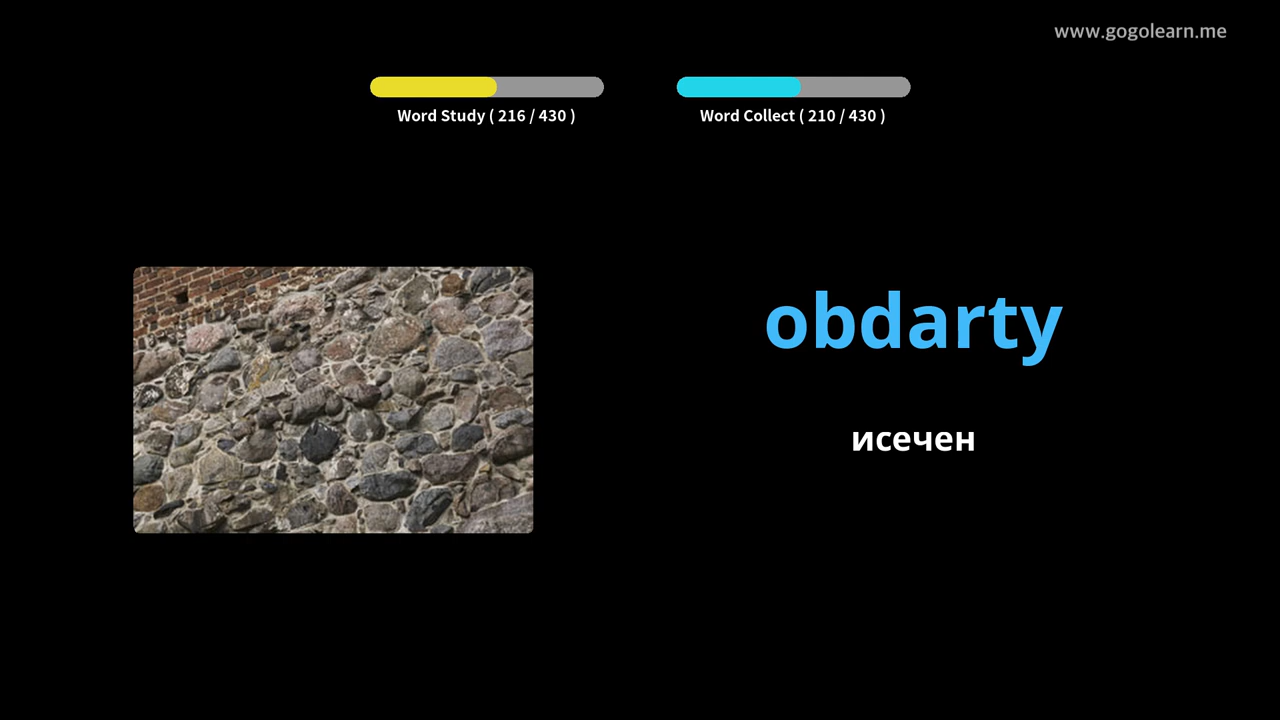 www.gogolearn.me
Word Study ( 216 / 430 )
Word Collect ( 210 / 430 )
obdarty
исечен